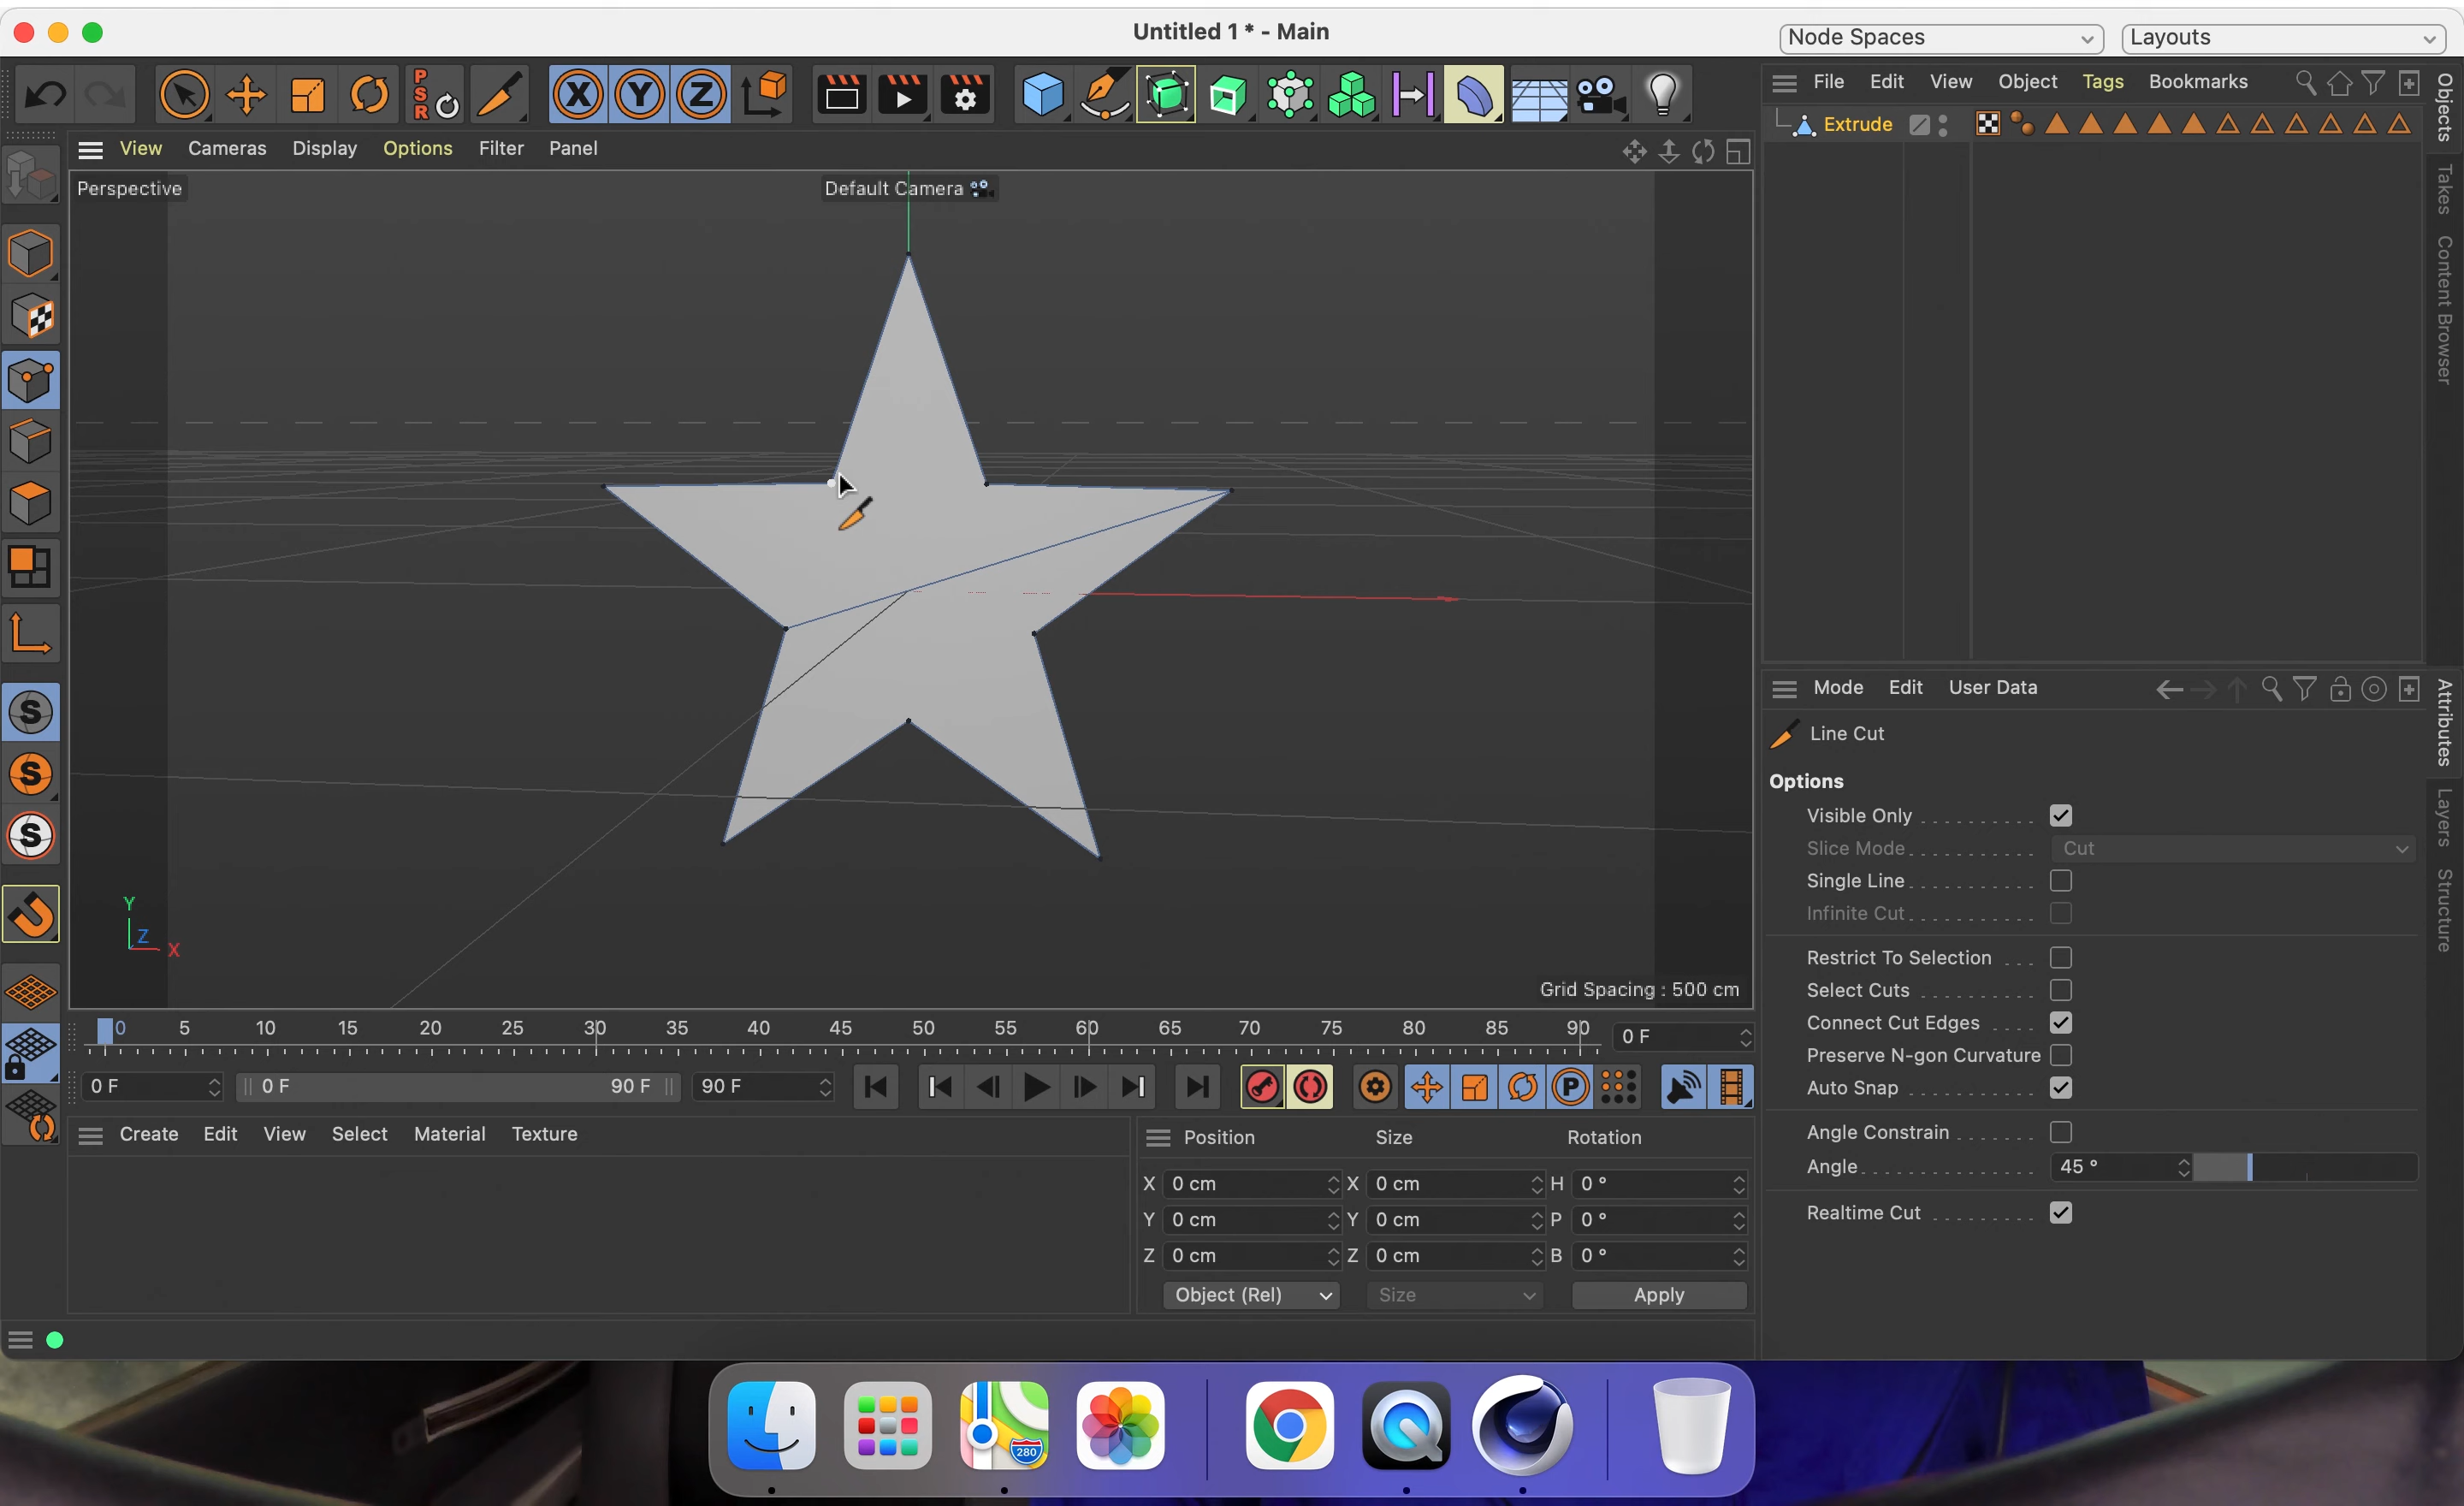 Untitled 1 * - Main
Node Spaces
Layouts
P
S
R
X
Y
Z
File Edit View Object Tags Bookmarks
Objects
Takes
Content Browser
Extrude
View Cameras Display Options Filter Panel
Perspective
Default Camera
S
S
S
Y
Z
X
Grid Spacing : 500 cm
Mode Edit User Data
Attributes
Layers
Structure
Line Cut
Options
Visible Only
Slice Mode Cut
Single Line
Infinite Cut
Restrict To Selection
Select Cuts
Connect Cut Edges
Preserve N-gon Curvature
Auto Snap
Angle Constrain
Angle 45 °
Realtime Cut
0 5 10 15 20 25 30 35 40 45 50 55 60 65 70 75 80 85 90 0 F
0 F 0 F 90 F 90 F
P
Create Edit View Select Material Texture
Position Size Rotation
X 0 cm X 0 cm H 0 °
Y 0 cm Y 0 cm P 0 °
Z 0 cm Z 0 cm B 0 °
Object (Rel) Size Apply
280